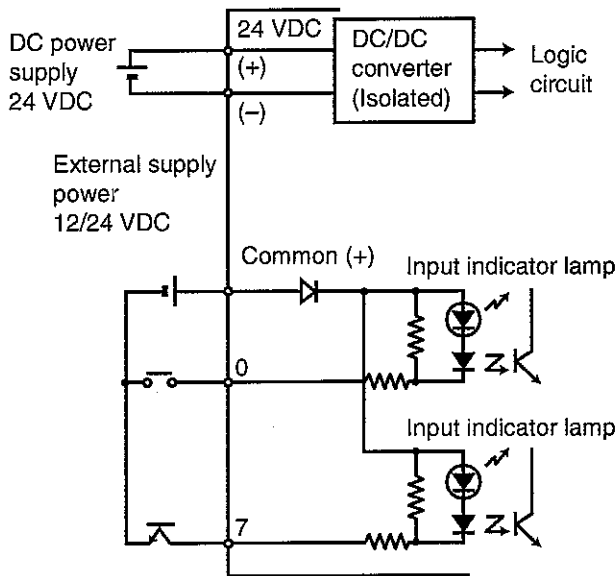 DC power
supply
24 VDC
24 VDC
(+)
(−)
DC/DC
converter
(Isolated)
Logic
circuit
External supply
power
12/24 VDC
Common (+)
Input indicator lamp
0
Input indicator lamp
7